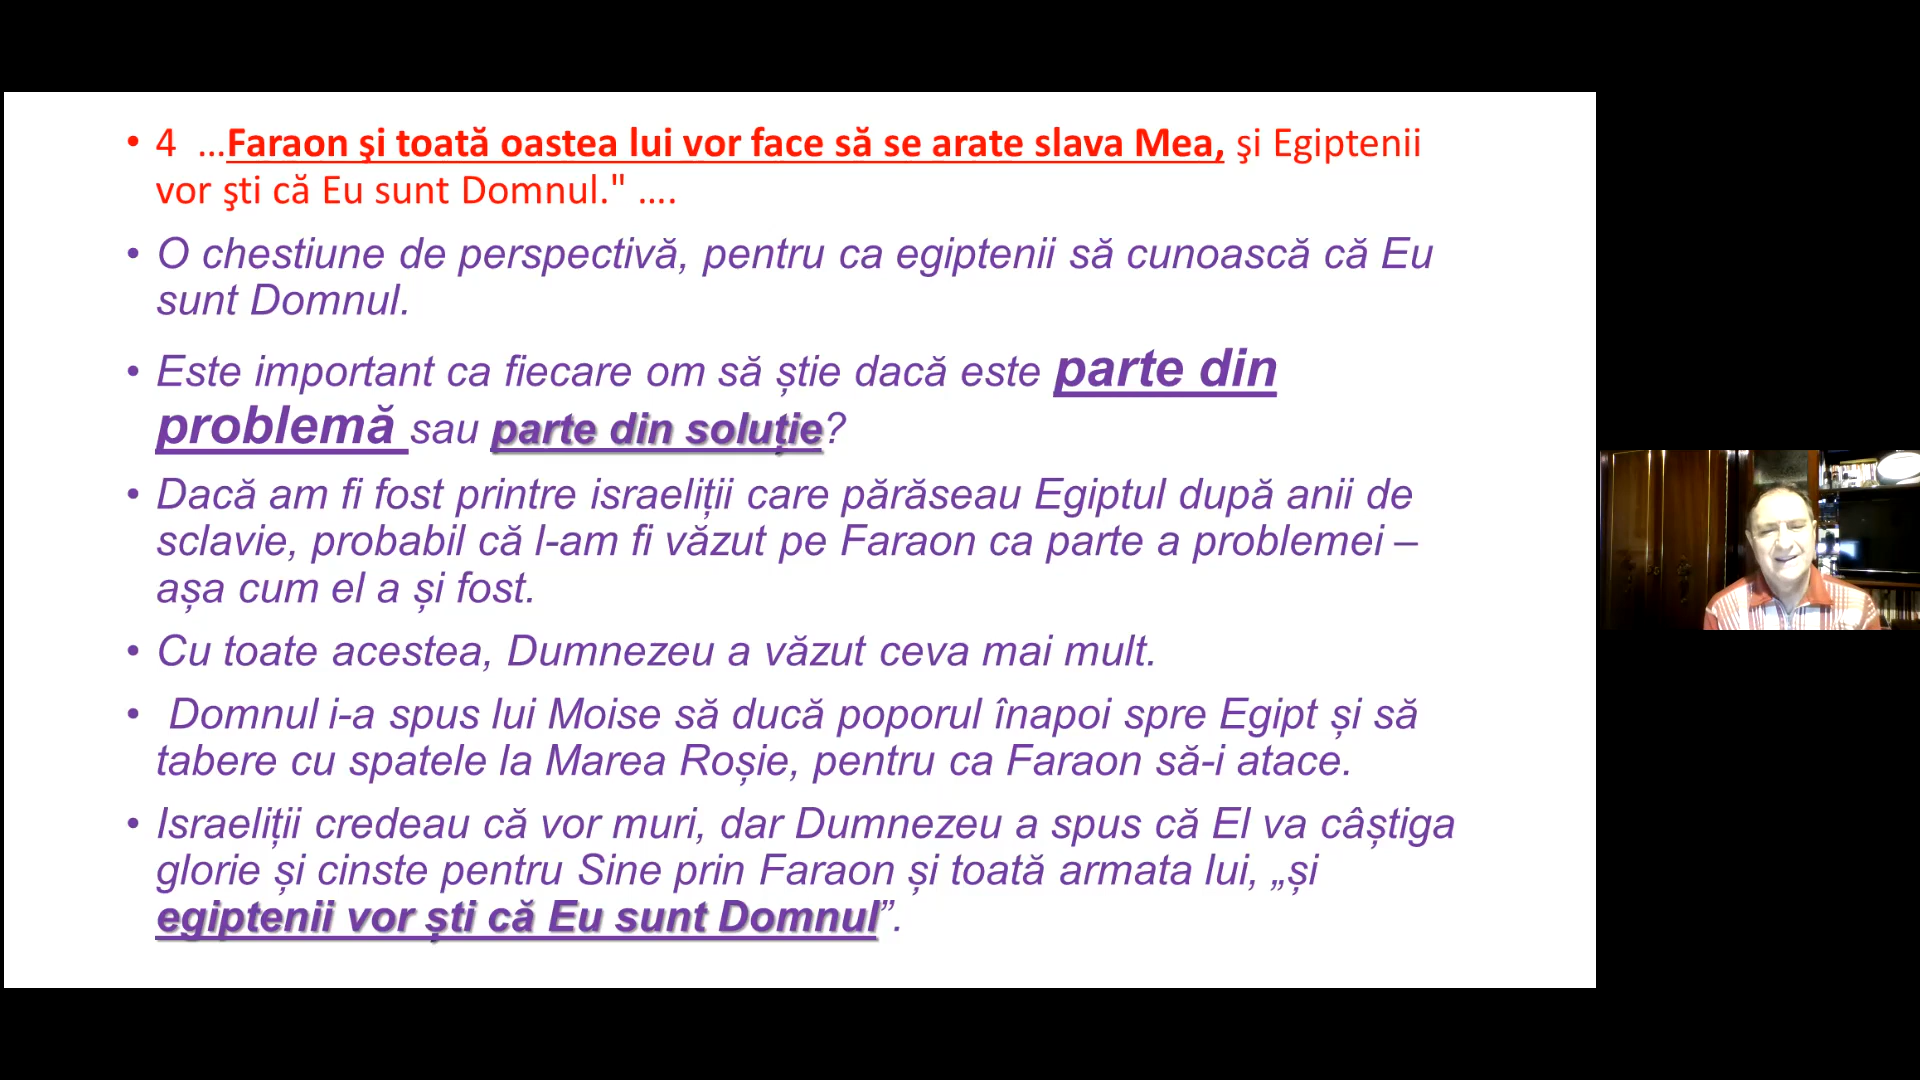 • 4 ...Faraon şi toată oastea lui vor face să se arate slava Mea, şi Egiptenii
vor şti că Eu sunt Domnul." ....
• O chestiune de perspectivă, pentru ca egiptenii să cunoască că Eu
sunt Domnul.
• Este important ca fiecare om să știe dacă este parte din
problemă sau parte din soluție?
• Dacă am fi fost printre israeliții care părăseau Egiptul după anii de
sclavie, probabil că l-am fi văzut pe Faraon ca parte a problemei –
așa cum el a și fost.
• Cu toate acestea, Dumnezeu a văzut ceva mai mult.
• Domnul i-a spus lui Moise să ducă poporul înapoi spre Egipt și să
tabere cu spatele la Marea Roșie, pentru ca Faraon să-i atace.
• Israeliții credeau că vor muri, dar Dumnezeu a spus că El va câștiga
glorie și cinste pentru Sine prin Faraon și toată armata lui, „și
egiptenii vor ști că Eu sunt Domnul”.